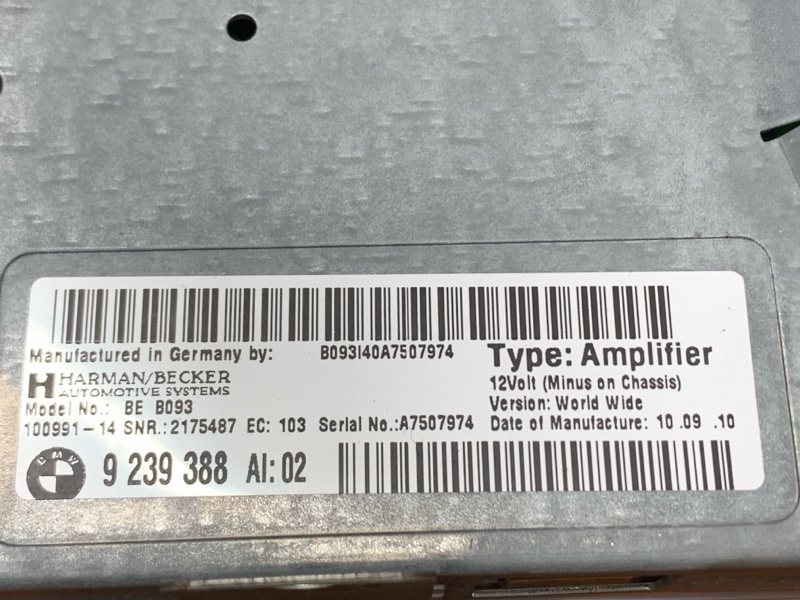 Manufactured in Germany by: B093I40A7507974
HARMAN/BECKER
AUTOMOTIVE SYSTEMS
Model No.: BE B093
100991-14 SNR.:2175487 EC: 103 Serial No.:A7507974
Type: Amplifier
12Volt (Minus on Chassis)
Version: World Wide
Date of Manufacture: 10 .09 .10
BMW
9 239 388 AI: 02